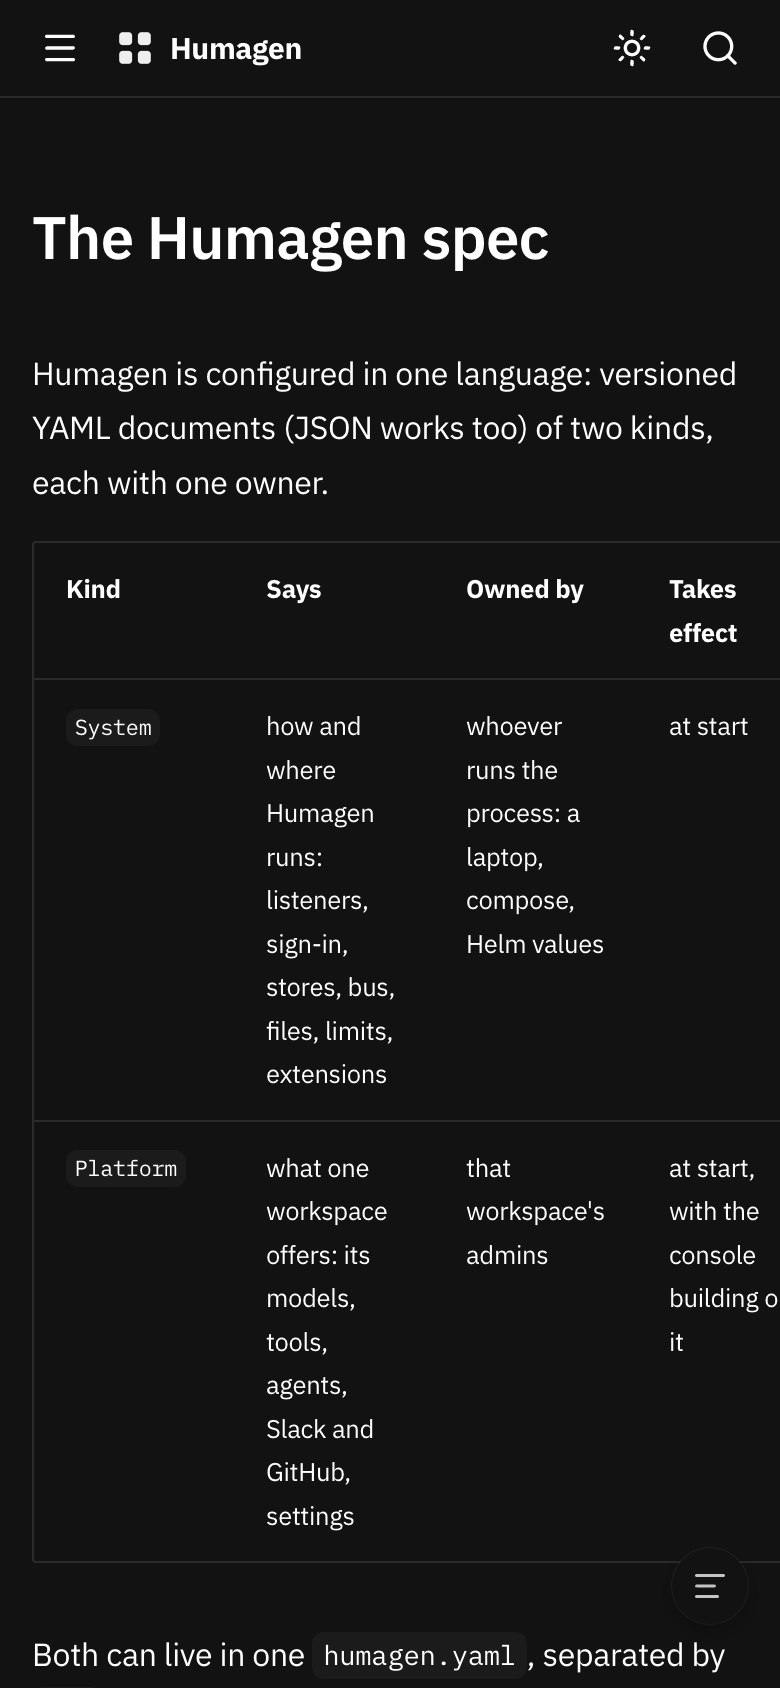 Humagen
The Humagen spec
Humagen is configured in one language: versioned
YAML documents (JSON works too) of two kinds,
each with one owner.
Kind Says Owned by Takes effect
System
how and
where
Humagen
runs:
listeners,
sign-in,
stores, bus,
files, limits,
extensions
whoever
runs the
process: a
laptop,
compose,
Helm values
at start
Platform
what one
workspace
offers: its
models,
tools,
agents,
Slack and
GitHub,
settings
that
workspace's
admins
at start,
with the
console
building
it
Both can live in one humagen.yaml, separated by